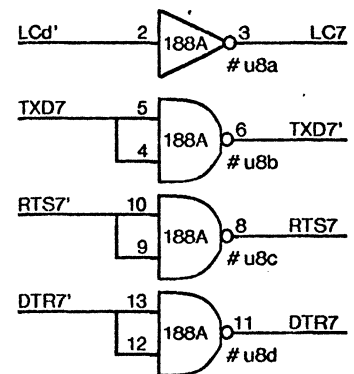 LCd' 2 188A 3 LC7
# u8a
TXD7 5 188A 6 TXD7'
4 # u8b
RTS7' 10 188A 8 RTS7
9 # u8c
DTR7' 13 188A 11 DTR7
12 # u8d